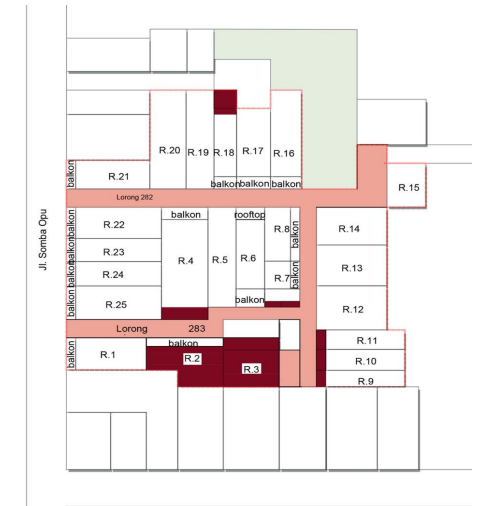 R.20
R.19
R.18
R.17
R.16
balkon
R.21
balkon
balkon
balkon
R.15
Lorong 282
balkon
R.22
balkon
rooftop
R.8
balkon
R.14
balkon
R.23
R.4
R.5
R.6
Jl. Somba Opu
balkon
R.24
R.7
balkon
R.13
balkon
R.25
balkon
R.12
Lorong 283
balkon
R.1
balkon
R.2
R.3
R.11
R.10
R.9